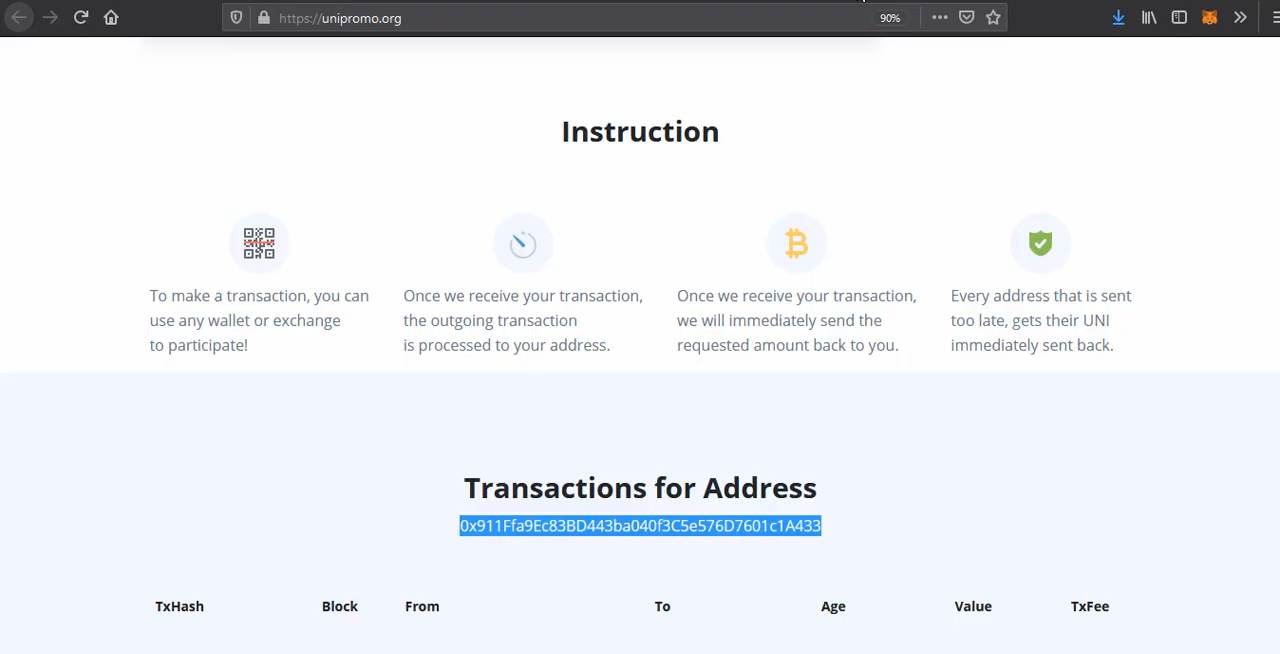 https://unipromo.org
90%
Instruction
To make a transaction, you can
use any wallet or exchange
to participate!
Once we receive your transaction,
the outgoing transaction
is processed to your address.
Once we receive your transaction,
we will immediately send the
requested amount back to you.
Every address that is sent
too late, gets their UNI
immediately sent back.
Transactions for Address
0x911Ffa9Ec83BD443ba040f3C5e576D7601c1A433
TxHash Block From To Age Value TxFee